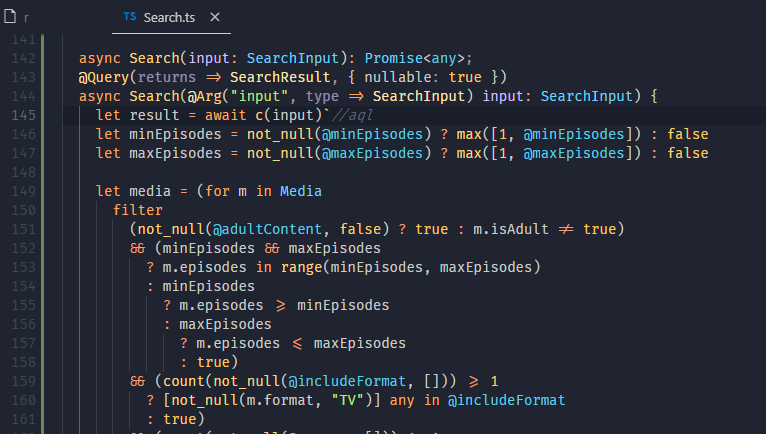 r
TS Search.ts ×
141
142 async Search(input: SearchInput): Promise<any>;
143 @Query(returns => SearchResult, { nullable: true })
144 async Search(@Arg("input", type => SearchInput) input: SearchInput) {
145 let result = await c(input)`//aql
146 let minEpisodes = not_null(@minEpisodes) ? max([1, @minEpisodes]) : false
147 let maxEpisodes = not_null(@maxEpisodes) ? max([1, @maxEpisodes]) : false
148
149 let media = (for m in Media
150 filter
151 (not_null(@adultContent, false) ? true : m.isAdult != true)
152 && (minEpisodes && maxEpisodes
153 ? m.episodes in range(minEpisodes, maxEpisodes)
154 : minEpisodes
155 ? m.episodes >= minEpisodes
156 : maxEpisodes
157 ? m.episodes <= maxEpisodes
158 : true)
159 && (count(not_null(@includeFormat, [])) >= 1
160 ? [not_null(m.format, "TV")] any in @includeFormat
161 : true)